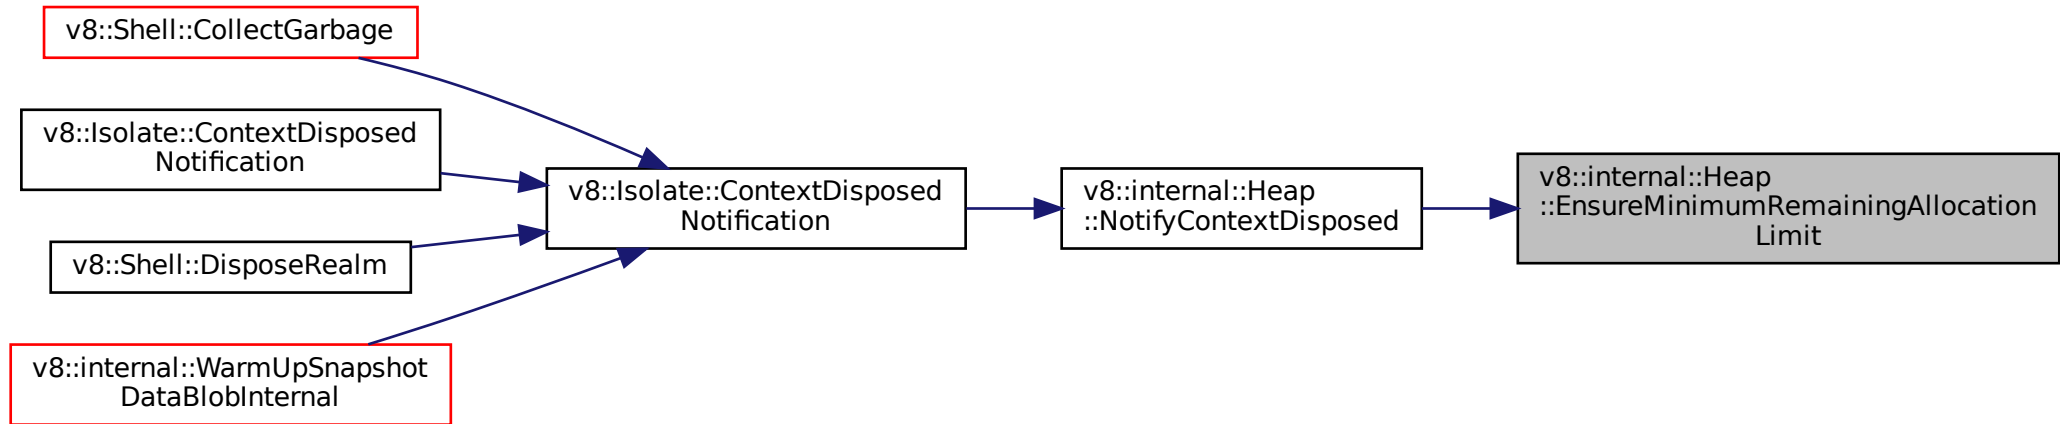 v8::Shell::CollectGarbage
v8::Isolate::ContextDisposed
Notification
v8::Shell::DisposeRealm
v8::internal::WarmUpSnapshot
DataBlobInternal
v8::Isolate::ContextDisposed
Notification
v8::internal::Heap
::NotifyContextDisposed
v8::internal::Heap
::EnsureMinimumRemainingAllocation
Limit